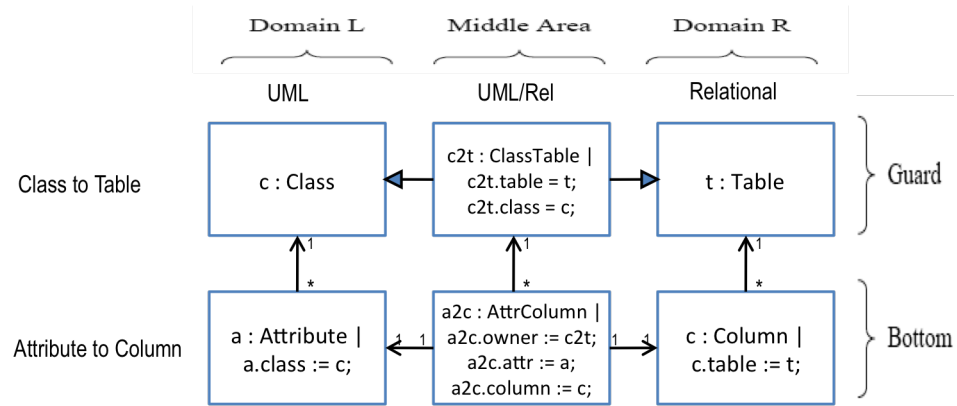 Domain L Middle Area Domain R
UML UML/Rel Relational
Class to Table
c : Class
c2t : ClassTable |
c2t.table = t;
c2t.class = c;
t : Table
Guard
1 1 1
* * *
Attribute to Column
a : Attribute |
a.class := c;
1 1
a2c : AttrColumn |
a2c.owner := c2t;
a2c.attr := a;
a2c.column := c;
1 1
c : Column |
c.table := t;
Bottom